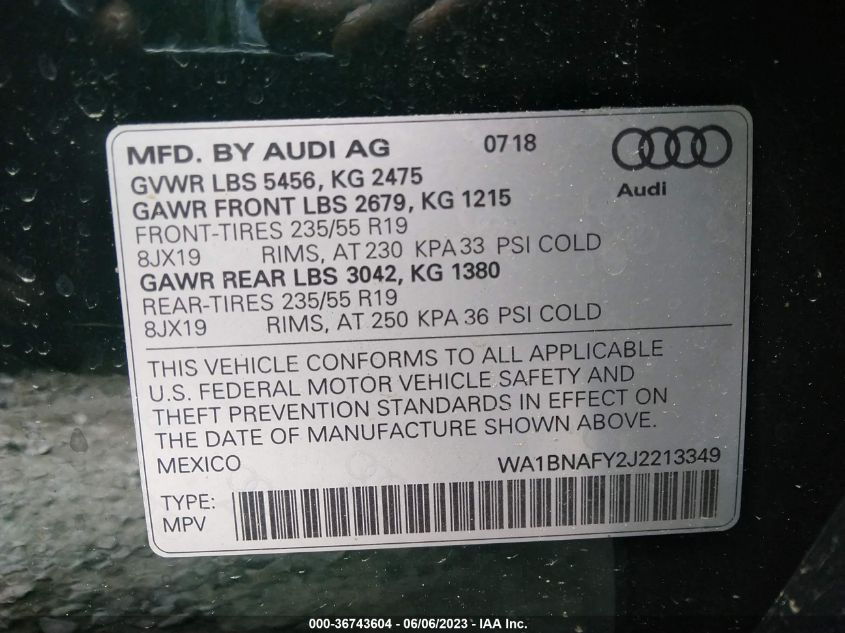 MFD. BY AUDI AG 0718
GVWR LBS 5456, KG 2475
Audi
GAWR FRONT LBS 2679, KG 1215
FRONT-TIRES 235/55 R19
8JX19 RIMS, AT 230 KPA 33 PSI COLD
GAWR REAR LBS 3042, KG 1380
REAR-TIRES 235/55 R19
8JX19 RIMS, AT 250 KPA 36 PSI COLD
THIS VEHICLE CONFORMS TO ALL APPLICABLE
U.S. FEDERAL MOTOR VEHICLE SAFETY AND
THEFT PREVENTION STANDARDS IN EFFECT ON
THE DATE OF MANUFACTURE SHOWN ABOVE.
MEXICO WA1BNAFY2J2213349
TYPE:
MPV
000-36743604 - 06/06/2023 - IAA Inc.